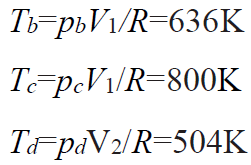 Tb=pbV1/R=636K
Tc=pcV1/R=800K
Td=pdV2/R=504K